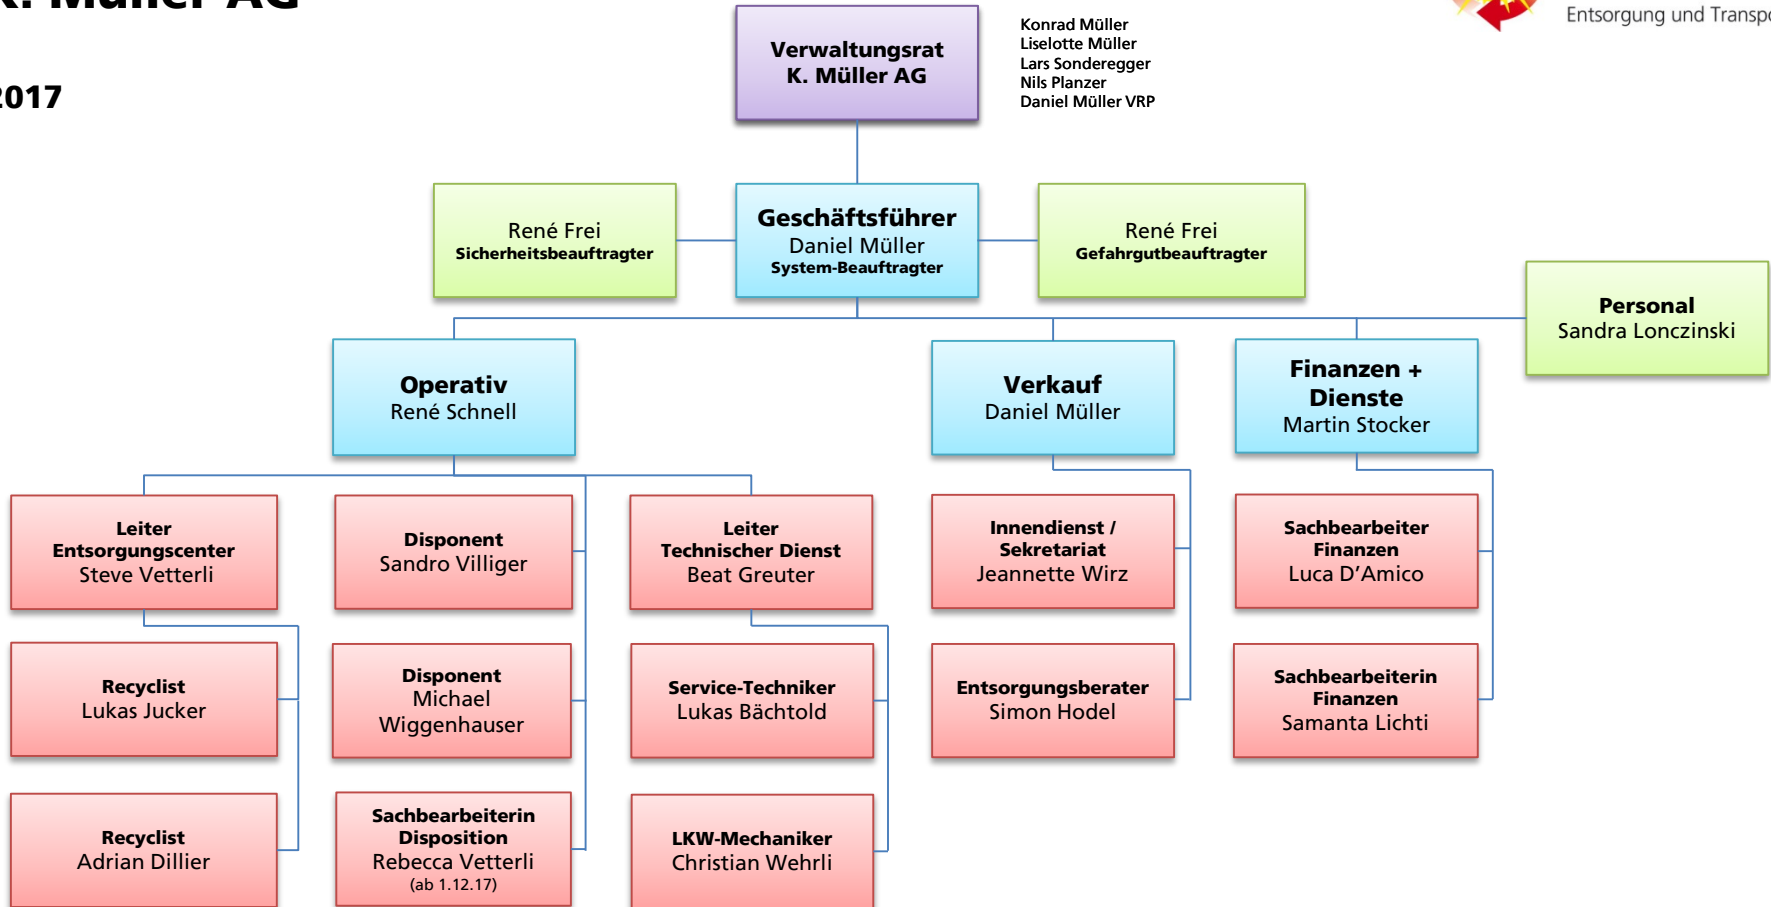 K. Müller AG
2017
Entsorgung und Transpo
Verwaltungsrat
K. Müller AG
Konrad Müller
Liselotte Müller
Lars Sonderegger
Nils Planzer
Daniel Müller VRP
René Frei
Sicherheitsbeauftragter
Geschäftsführer
Daniel Müller
System-Beauftragter
René Frei
Gefahrgutbeauftragter
Personal
Sandra Lonczinski
Operativ
René Schnell
Verkauf
Daniel Müller
Finanzen +
Dienste
Martin Stocker
Leiter
Entsorgungscenter
Steve Vetterli
Disponent
Sandro Villiger
Leiter
Technischer Dienst
Beat Greuter
Innendienst /
Sekretariat
Jeannette Wirz
Sachbearbeiter
Finanzen
Luca D’Amico
Recyclist
Lukas Jucker
Disponent
Michael
Wiggenhauser
Service-Techniker
Lukas Bächtold
Entsorgungsberater
Simon Hodel
Sachbearbeiterin
Finanzen
Samanta Lichti
Recyclist
Adrian Dillier
Sachbearbeiterin
Disposition
Rebecca Vetterli
(ab 1.12.17)
LKW-Mechaniker
Christian Wehrli